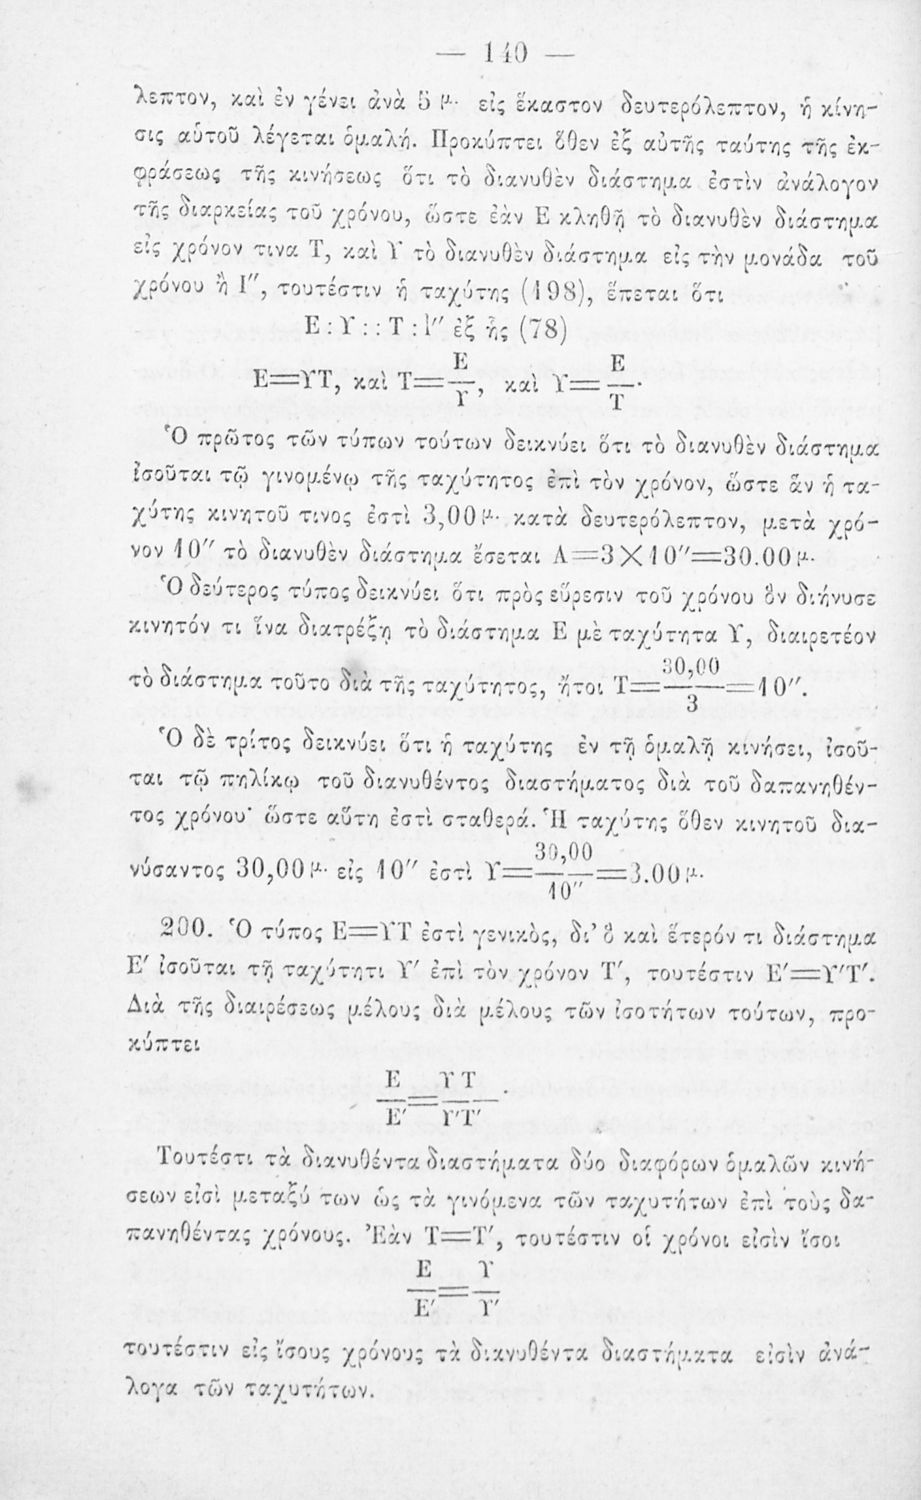 — 140 —
λεπτον, καὶ ἐν γένει ἀνὰ 5 μ. εἰς ἕκαστον δευτερόλεπτον, ἡ κίνη-
σις αὐτοῦ λέγεται ὁμαλή. Προκύπτει ὅθεν ἐξ αὐτῆς ταύτης τῆς ἐκ-
φράσεως τῆς κινήσεως ὅτι τὸ διανυθὲν διάστημα ἐστὶν ἀνάλογον
τῆς διαρκείας τοῦ χρόνου, ὥστε ἐὰν Ε κληθῇ τὸ διανυθὲν διάστημα
εἰς χρόνον τινα Τ, καὶ Υ τὸ διανυθὲν διάστημα εἰς τὴν μονάδα τοῦ
χρόνου ἢ 1″, τουτέστιν ἡ ταχύτης (198), ἕπεται ὅτι
Ε : Υ : : Τ : 1″ ἐξ ἧς (78)
Ε=ΥΤ, καὶ Τ=Ε/Υ, καὶ Υ=Ε/Τ.
Ὁ πρῶτος τῶν τύπων τούτων δεικνύει ὅτι τὸ διανυθὲν διάστημα
ἰσοῦται τῷ γινομένῳ τῆς ταχύτητος ἐπὶ τὸν χρόνον, ὥστε ἂν ἡ τα-
χύτης κινητοῦ τινος ἐστὶ 3,00μ. κατὰ δευτερόλεπτον, μετὰ χρό-
νον 10″ τὸ διανυθὲν διάστημα ἔσεται Α=3Χ10″=30.00μ.
Ὁ δεύτερος τύπος δεικνύει ὅτι πρὸς εὕρεσιν τοῦ χρόνου ὃν διήνυσε
κινητόν τι ἵνα διατρέξῃ τὸ διάστημα Ε μὲ ταχύτητα Υ, διαιρετέον
τὸ διάστημα τοῦτο διὰ τῆς ταχύτητος, ἤτοι Τ=30,00/3=10″.
Ὁ δὲ τρίτος δεικνύει ὅτι ἡ ταχύτης ἐν τῇ ὁμαλῇ κινήσει, ἰσοῦ-
ται τῷ πηλίκῳ τοῦ διανυθέντος διαστήματος διὰ τοῦ δαπανηθέν-
τος χρόνου· ὥστε αὕτη ἐστὶ σταθερά. Ἡ ταχύτης ὅθεν κινητοῦ δια-
νύσαντος 30,00μ. εἰς 10″ ἐστὶ Υ=30,00/10″=3.00μ.
200. Ὁ τύπος Ε=ΥΤ ἐστὶ γενικὸς, δι᾽ ὃ καὶ ἕτερόν τι διάστημα
Ε′ ἰσοῦται τῇ ταχύτητι Υ′ ἐπὶ τὸν χρόνον Τ′, τουτέστιν Ε′=Υ′Τ′.
Διὰ τῆς διαιρέσεως μέλους διὰ μέλους τῶν ἰσοτήτων τούτων, προ-
κύπτει
Ε/Ε′=ΥΤ/Υ′Τ′.
Τουτέστι τὰ διανυθέντα διαστήματα δύο διαφόρων ὁμαλῶν κινή-
σεων εἰσὶ μεταξύ των ὡς τὰ γινόμενα τῶν ταχυτήτων ἐπὶ τοὺς δα-
πανηθέντας χρόνους. Ἐὰν Τ=Τ′, τουτέστιν οἱ χρόνοι εἰσὶν ἴσοι
Ε/Ε′=Υ/Υ′
τουτέστιν εἰς ἴσους χρόνους τὰ διανυθέντα διαστήματα εἰσὶν ἀνά-
λογα τῶν ταχυτήτων.